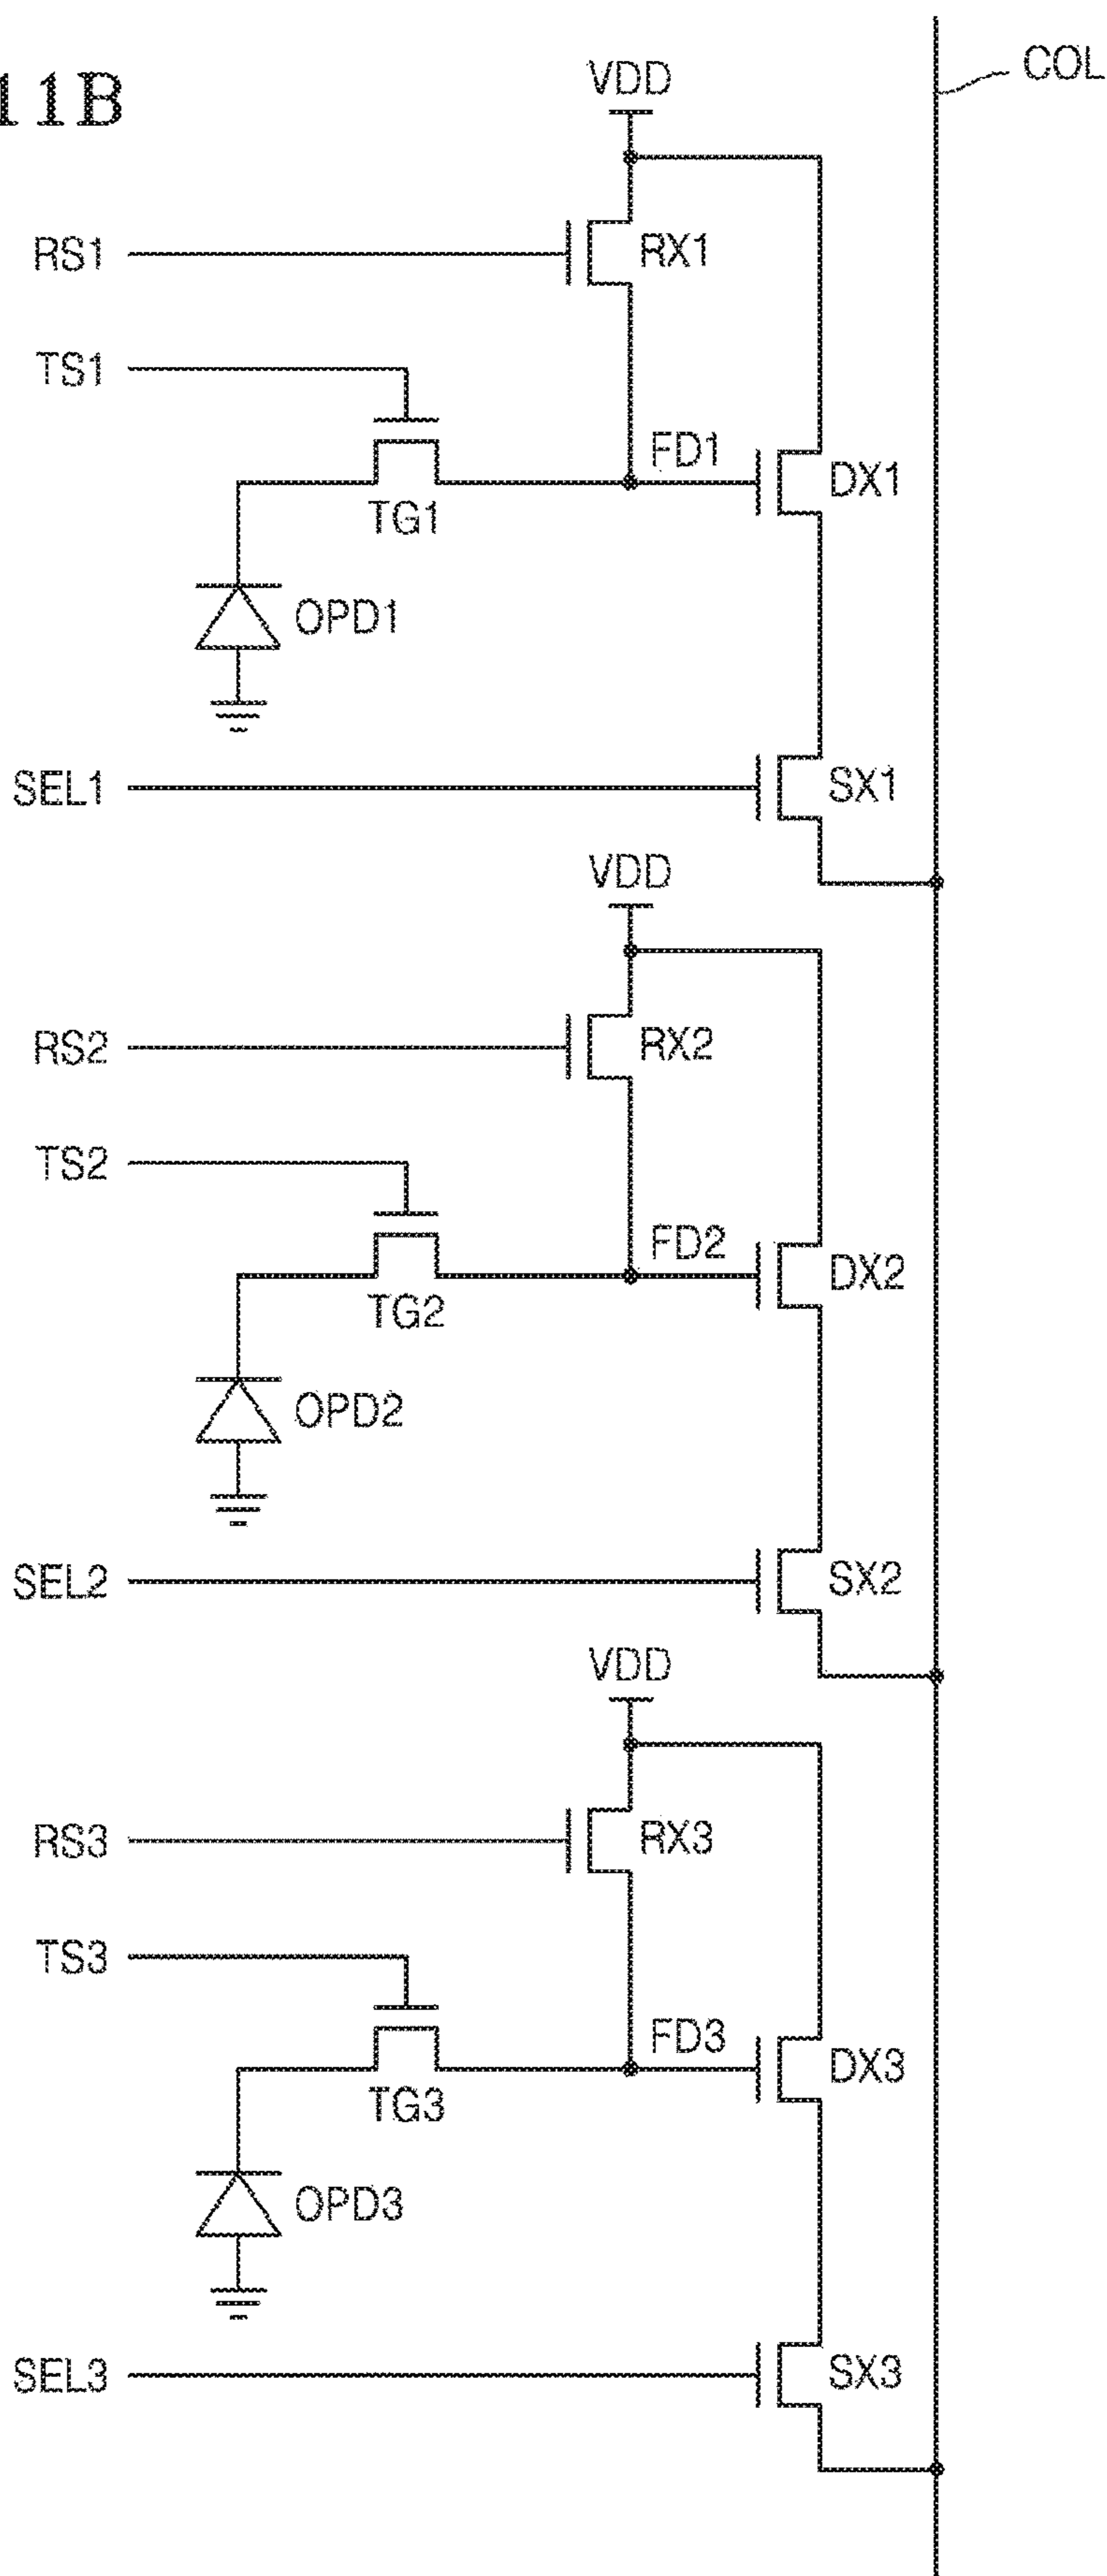 11B
COL
VDD
RS1
RX1
TS1
FD1
DX1
TG1
OPD1
SEL1
SX1
VDD
RS2
RX2
TS2
FD2
DX2
TG2
OPD2
SEL2
SX2
VDD
RS3
RX3
TS3
FD3
DX3
TG3
OPD3
SEL3
SX3